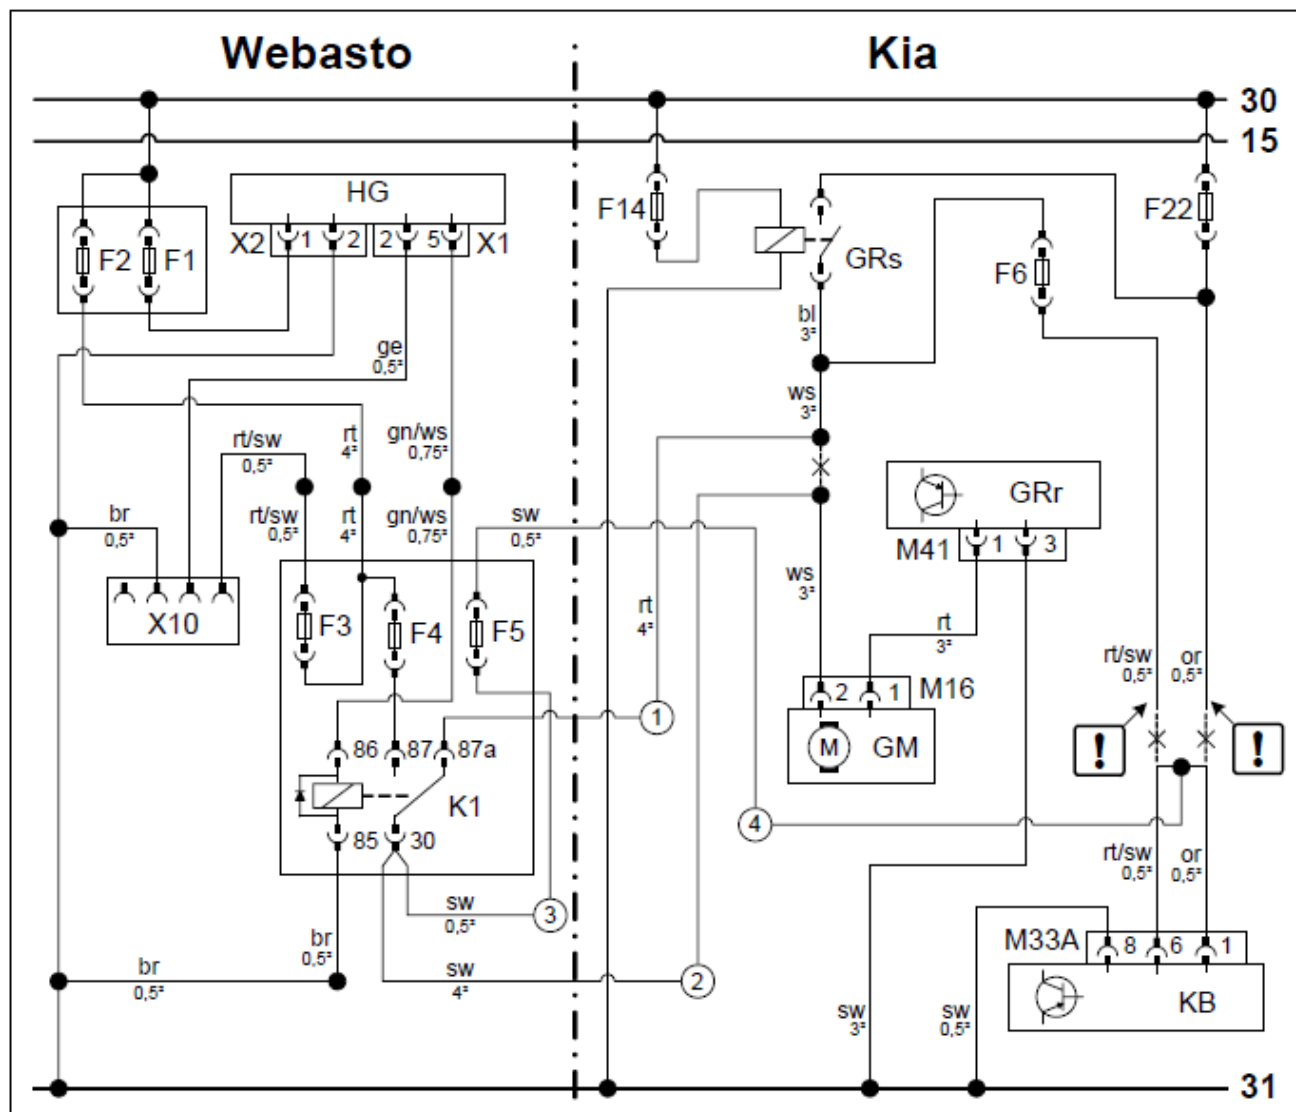 Webasto
Kia
30
15
HG
X2 1 2 2 5 X1
F2 F1
F14
GRs
F6
F22
bl
3²
ge
0,5²
ws
3²
rt/sw
0,5²
rt
4²
gn/ws
0,75²
rt/sw
0,5²
rt
4²
gn/ws
0,75²
sw
0,5²
br
0,5²
X10
GRr
M41 1 3
F3 F4 F5
ws
3²
rt
4²
rt
3²
rt/sw
0,5²
or
0,5²
2 1 M16
M GM
! !
1
86 87 87a
K1
85 30
4
rt/sw
0,5²
or
0,5²
sw
0,5²
3
br
0,5²
br
0,5²
sw
4²
2
M33A 8 6 1
KB
sw
3²
sw
0,5²
31